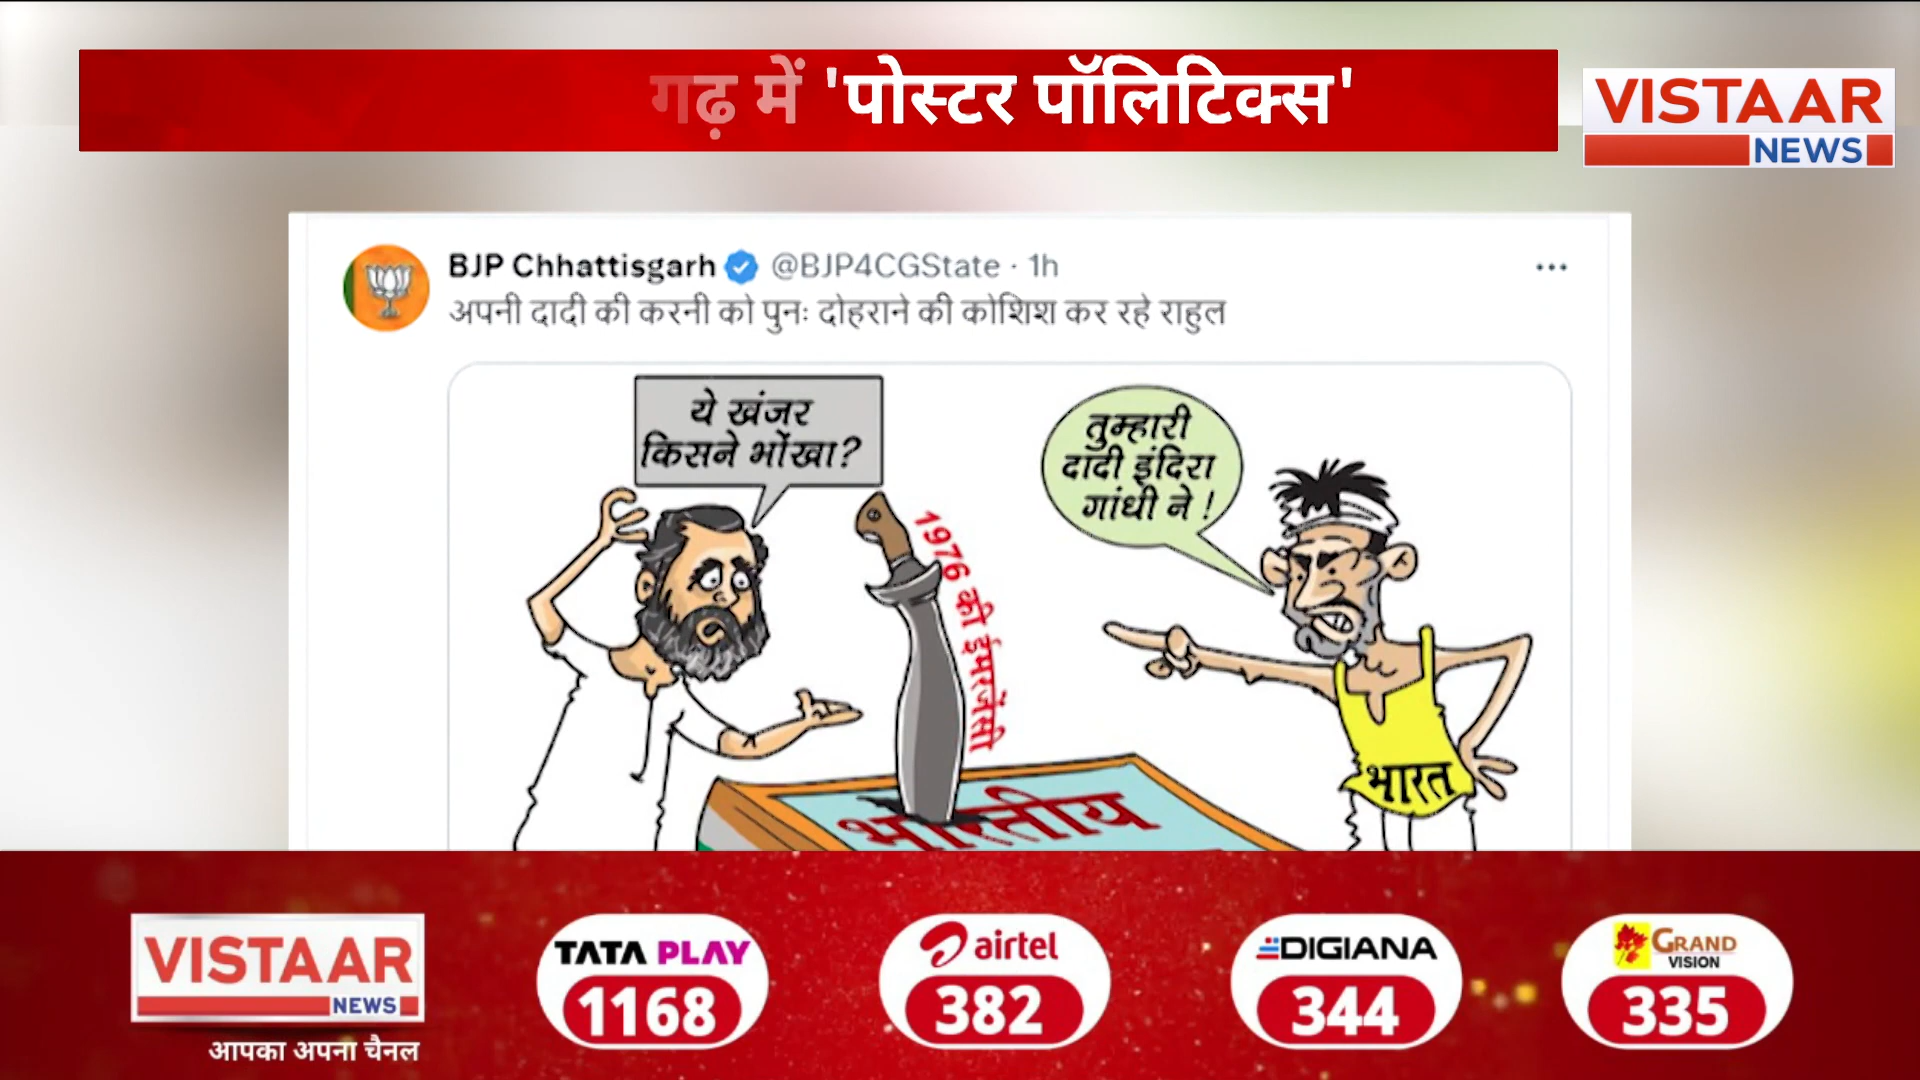 गढ़ में 'पोस्टर पॉलिटिक्स'
VISTAAR
NEWS
BJP Chhattisgarh @BJP4CGState · 1h
अपनी दादी की करनी को पुनः दोहराने की कोशिश कर रहे राहुल
ये खंजर
किसने भोंखा?
तुम्हारी
दादी इंदिरा
गांधी ने !
1976 की ईमरजेंसी
भारत
भारतीय
VISTAAR
NEWS
आपका अपना चैनल
TATA PLAY
1168
airtel
382
DIGIANA
344
GRAND
VISION
335